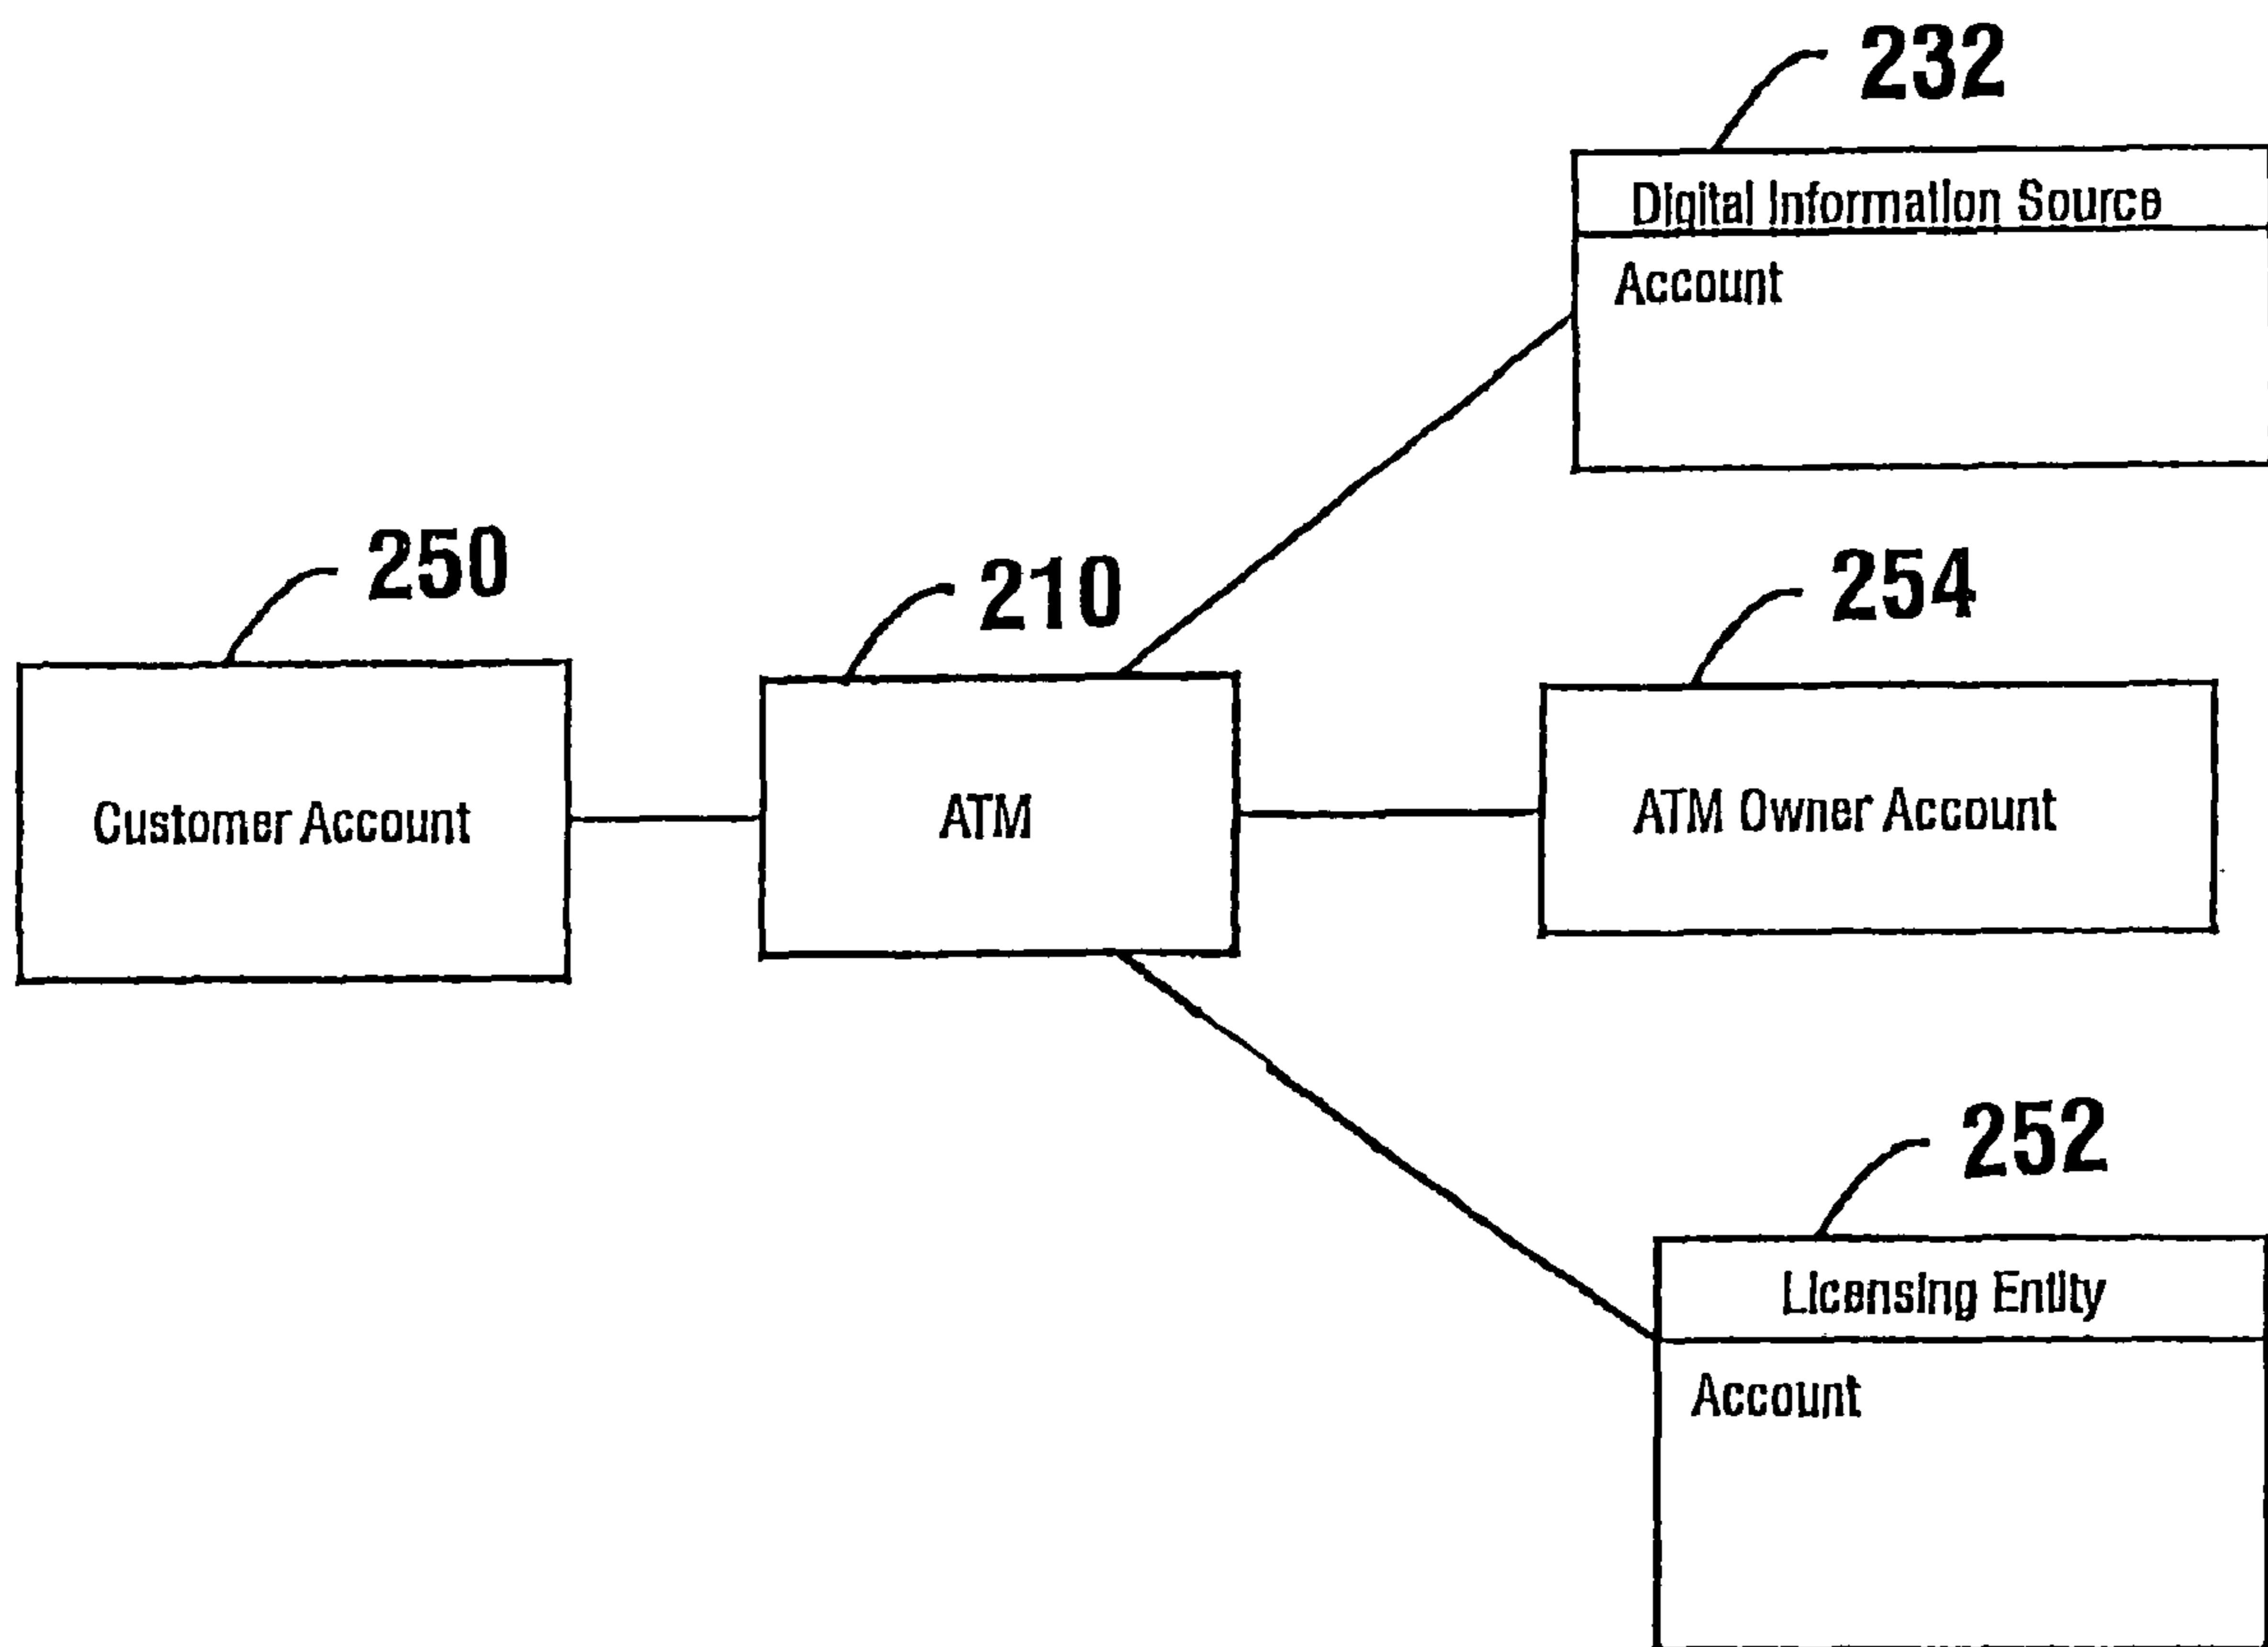 232
Digital Information Source
Account
250
210
254
Customer Account
ATM
ATM Owner Account
252
Licensing Entity
Account